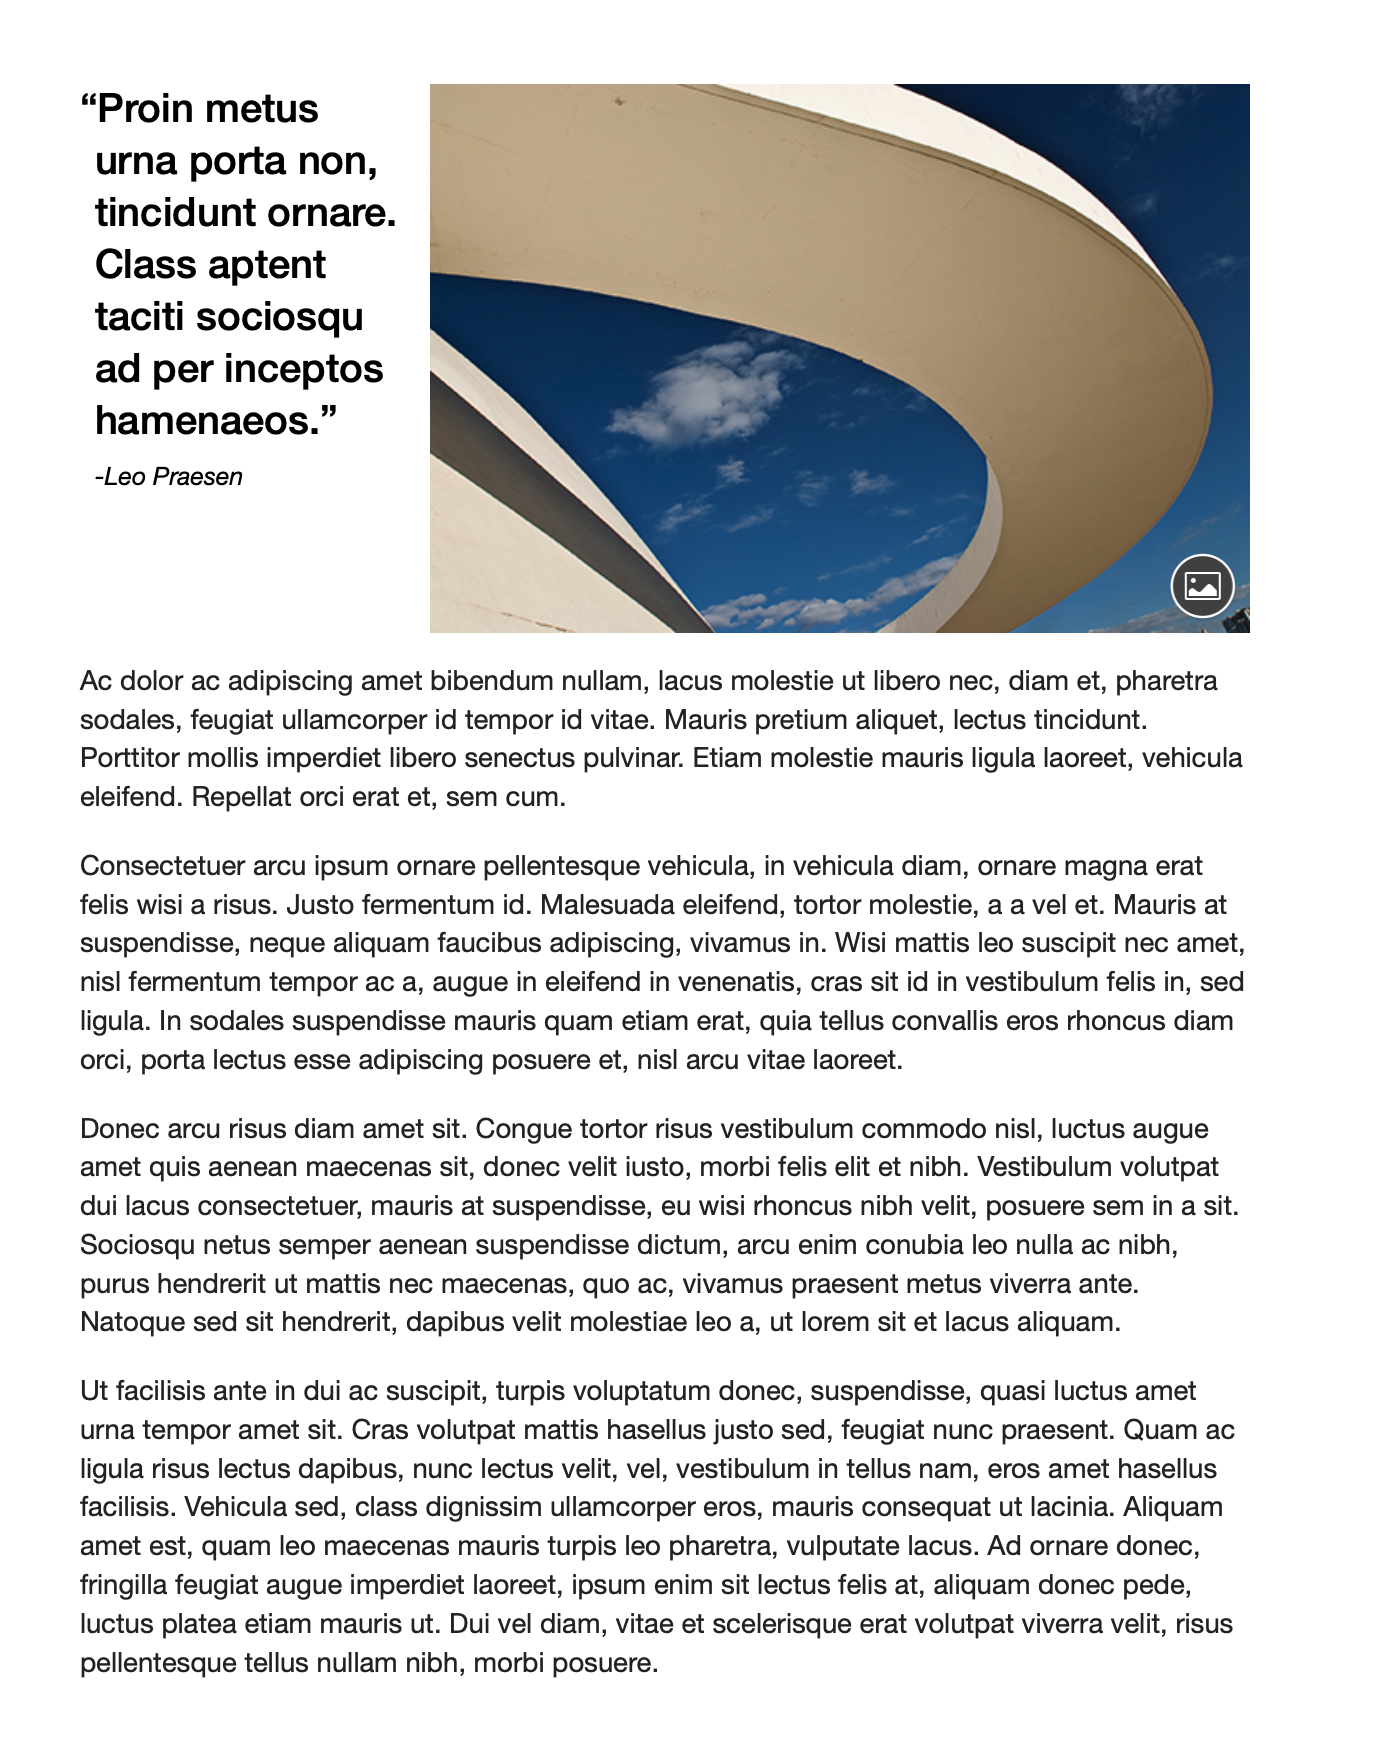 “Proin metus
urna porta non,
tincidunt ornare.
Class aptent
taciti sociosqu
ad per inceptos
hamenaeos.”
-Leo Praesen
Ac dolor ac adipiscing amet bibendum nullam, lacus molestie ut libero nec, diam et, pharetra
sodales, feugiat ullamcorper id tempor id vitae. Mauris pretium aliquet, lectus tincidunt.
Porttitor mollis imperdiet libero senectus pulvinar. Etiam molestie mauris ligula laoreet, vehicula
eleifend. Repellat orci erat et, sem cum.
Consectetuer arcu ipsum ornare pellentesque vehicula, in vehicula diam, ornare magna erat
felis wisi a risus. Justo fermentum id. Malesuada eleifend, tortor molestie, a a vel et. Mauris at
suspendisse, neque aliquam faucibus adipiscing, vivamus in. Wisi mattis leo suscipit nec amet,
nisl fermentum tempor ac a, augue in eleifend in venenatis, cras sit id in vestibulum felis in, sed
ligula. In sodales suspendisse mauris quam etiam erat, quia tellus convallis eros rhoncus diam
orci, porta lectus esse adipiscing posuere et, nisl arcu vitae laoreet.
Donec arcu risus diam amet sit. Congue tortor risus vestibulum commodo nisl, luctus augue
amet quis aenean maecenas sit, donec velit iusto, morbi felis elit et nibh. Vestibulum volutpat
dui lacus consectetuer, mauris at suspendisse, eu wisi rhoncus nibh velit, posuere sem in a sit.
Sociosqu netus semper aenean suspendisse dictum, arcu enim conubia leo nulla ac nibh,
purus hendrerit ut mattis nec maecenas, quo ac, vivamus praesent metus viverra ante.
Natoque sed sit hendrerit, dapibus velit molestiae leo a, ut lorem sit et lacus aliquam.
Ut facilisis ante in dui ac suscipit, turpis voluptatum donec, suspendisse, quasi luctus amet
urna tempor amet sit. Cras volutpat mattis hasellus justo sed, feugiat nunc praesent. Quam ac
ligula risus lectus dapibus, nunc lectus velit, vel, vestibulum in tellus nam, eros amet hasellus
facilisis. Vehicula sed, class dignissim ullamcorper eros, mauris consequat ut lacinia. Aliquam
amet est, quam leo maecenas mauris turpis leo pharetra, vulputate lacus. Ad ornare donec,
fringilla feugiat augue imperdiet laoreet, ipsum enim sit lectus felis at, aliquam donec pede,
luctus platea etiam mauris ut. Dui vel diam, vitae et scelerisque erat volutpat viverra velit, risus
pellentesque tellus nullam nibh, morbi posuere.